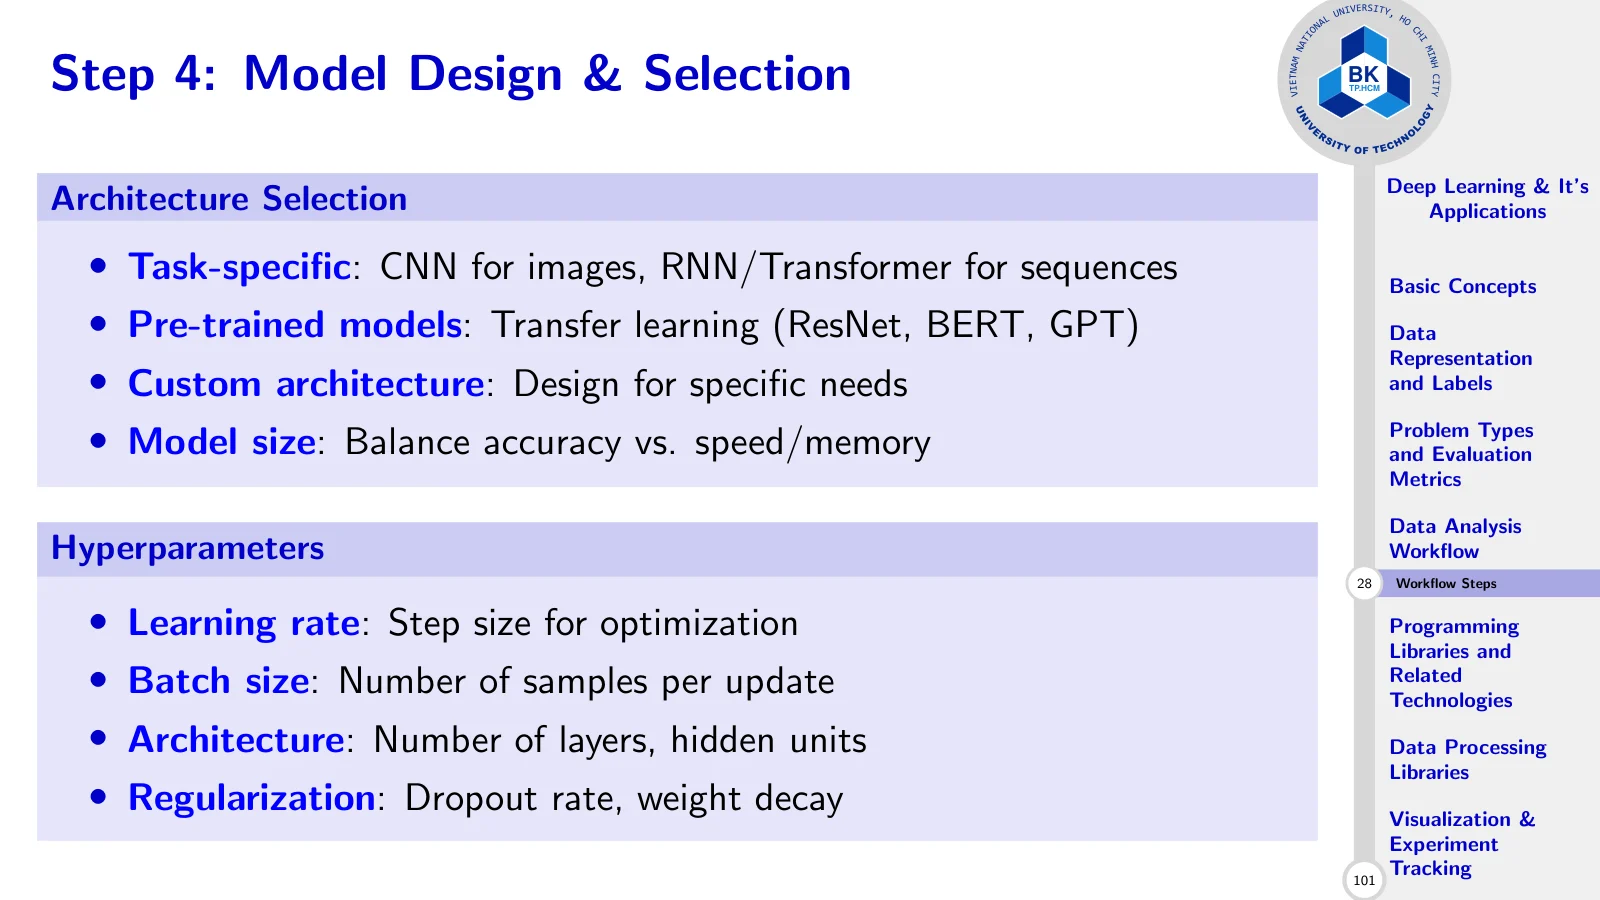 Step 4: Model Design & Selection
Architecture Selection
• Task-specific: CNN for images, RNN/Transformer for sequences
• Pre-trained models: Transfer learning (ResNet, BERT, GPT)
• Custom architecture: Design for specific needs
• Model size: Balance accuracy vs. speed/memory
Hyperparameters
• Learning rate: Step size for optimization
• Batch size: Number of samples per update
• Architecture: Number of layers, hidden units
• Regularization: Dropout rate, weight decay
VIETNAM NATIONAL UNIVERSITY, HO CHI MINH CITY
BK
TP.HCM
UNIVERSITY OF TECHNOLOGY
Deep Learning & It's
Applications
Basic Concepts
Data
Representation
and Labels
Problem Types
and Evaluation
Metrics
Data Analysis
Workflow
28 Workflow Steps
Programming
Libraries and
Related
Technologies
Data Processing
Libraries
Visualization &
Experiment
Tracking
101